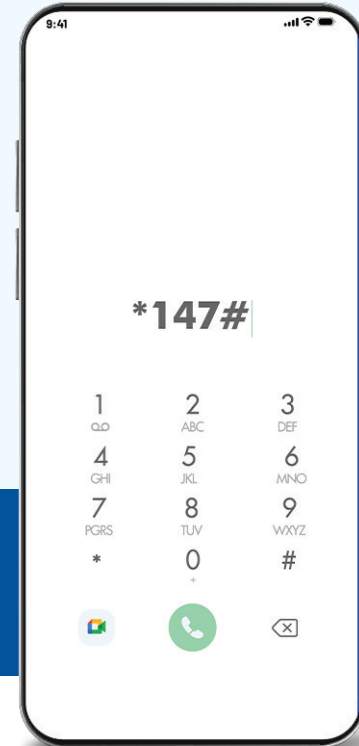 9:41
*147#
1 2 3
ABC DEF
4 5 6
GHI JKL MNO
7 8 9
PGRS TUV WXYZ
* 0 #
+